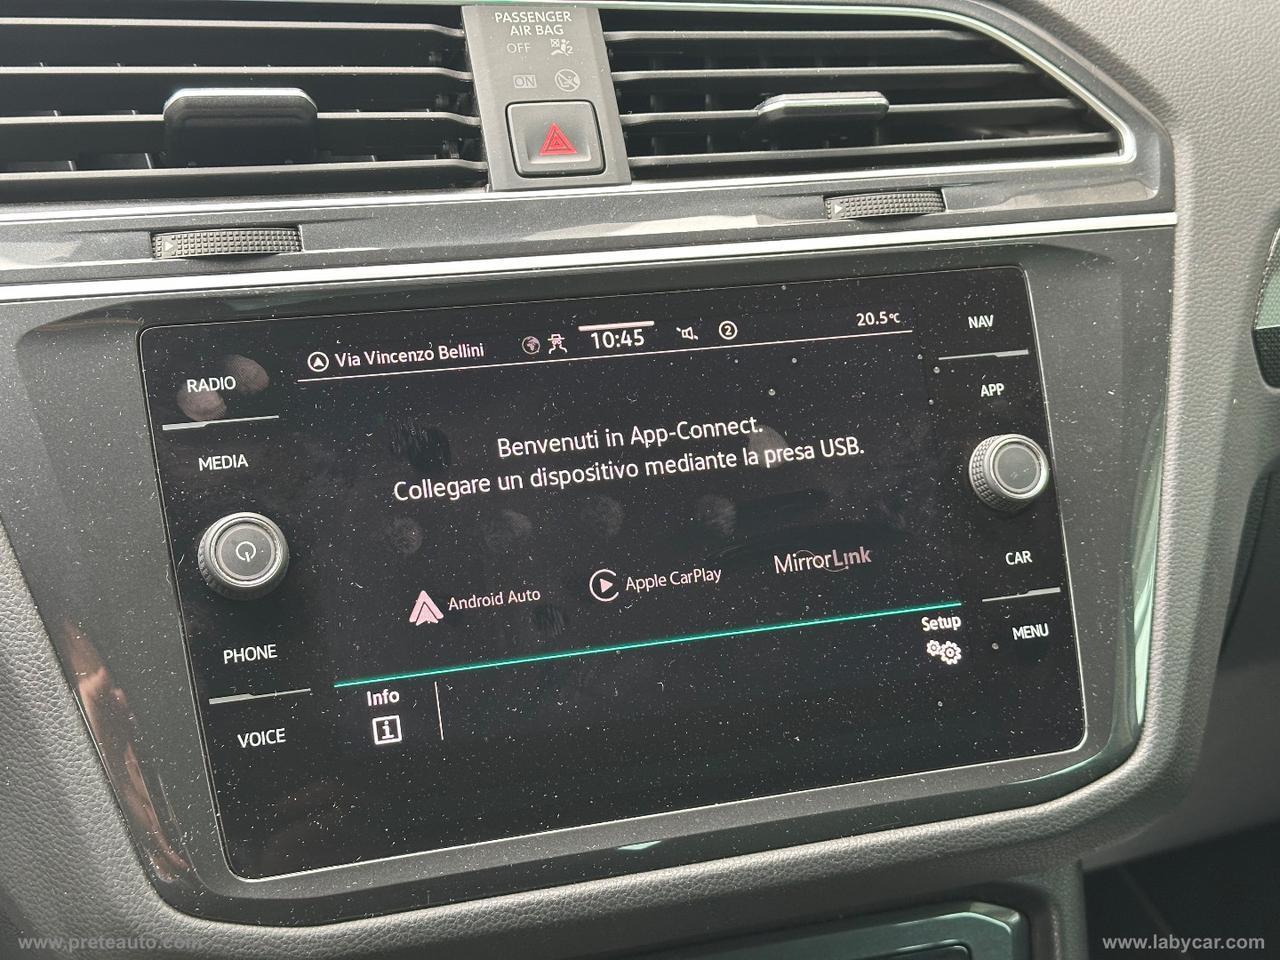 PASSENGER
AIR BAG
OFF
2
ON
Via Vincenzo Bellini
10:45
2
20.5°C
RADIO
MEDIA
PHONE
VOICE
NAV
APP
CAR
MENU
Benvenuti in App-Connect.
Collegare un dispositivo mediante la presa USB.
Android Auto
Apple CarPlay
MirrorLink
Setup
Info
i
www.preteauto.com
www.labycar.com